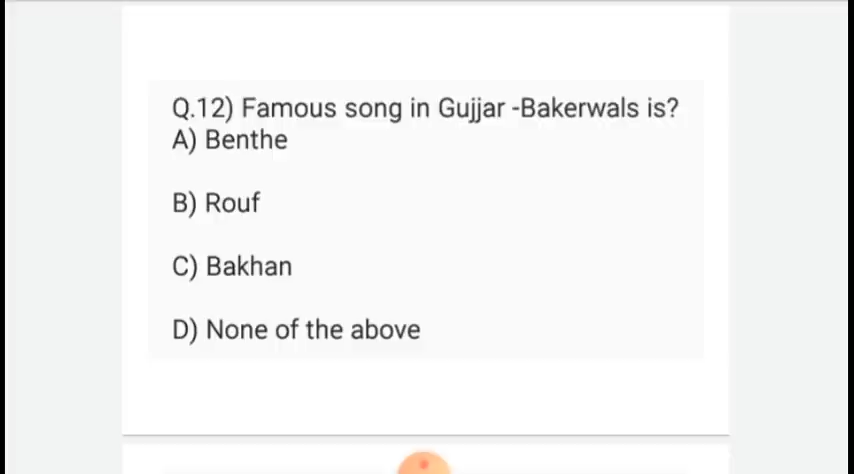 Q.12) Famous song in Gujjar -Bakerwals is?
A) Benthe
B) Rouf
C) Bakhan
D) None of the above